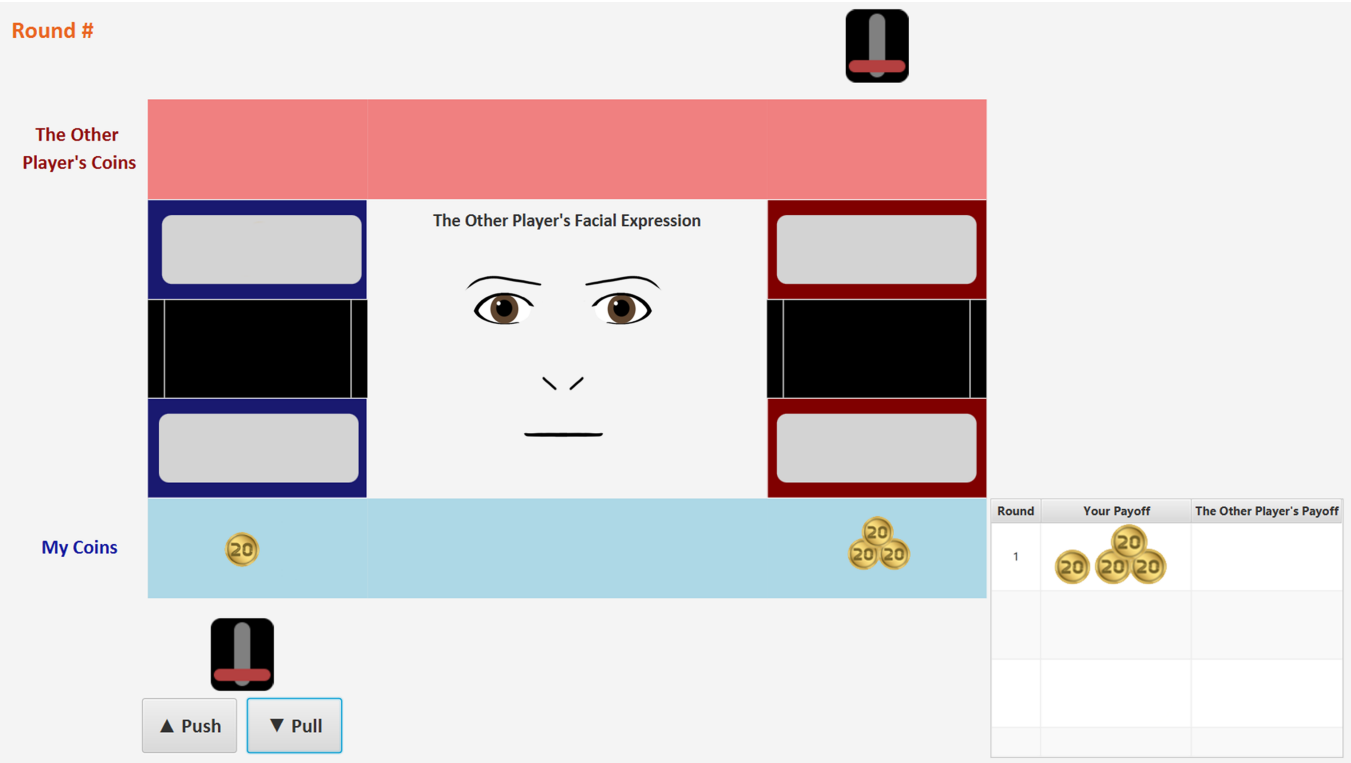 Round #
The Other
Player's Coins
The Other Player's Facial Expression
My Coins
20
20
20 20
Round Your Payoff The Other Player's Payoff
1
20
20 20 20
▲ Push
▼ Pull